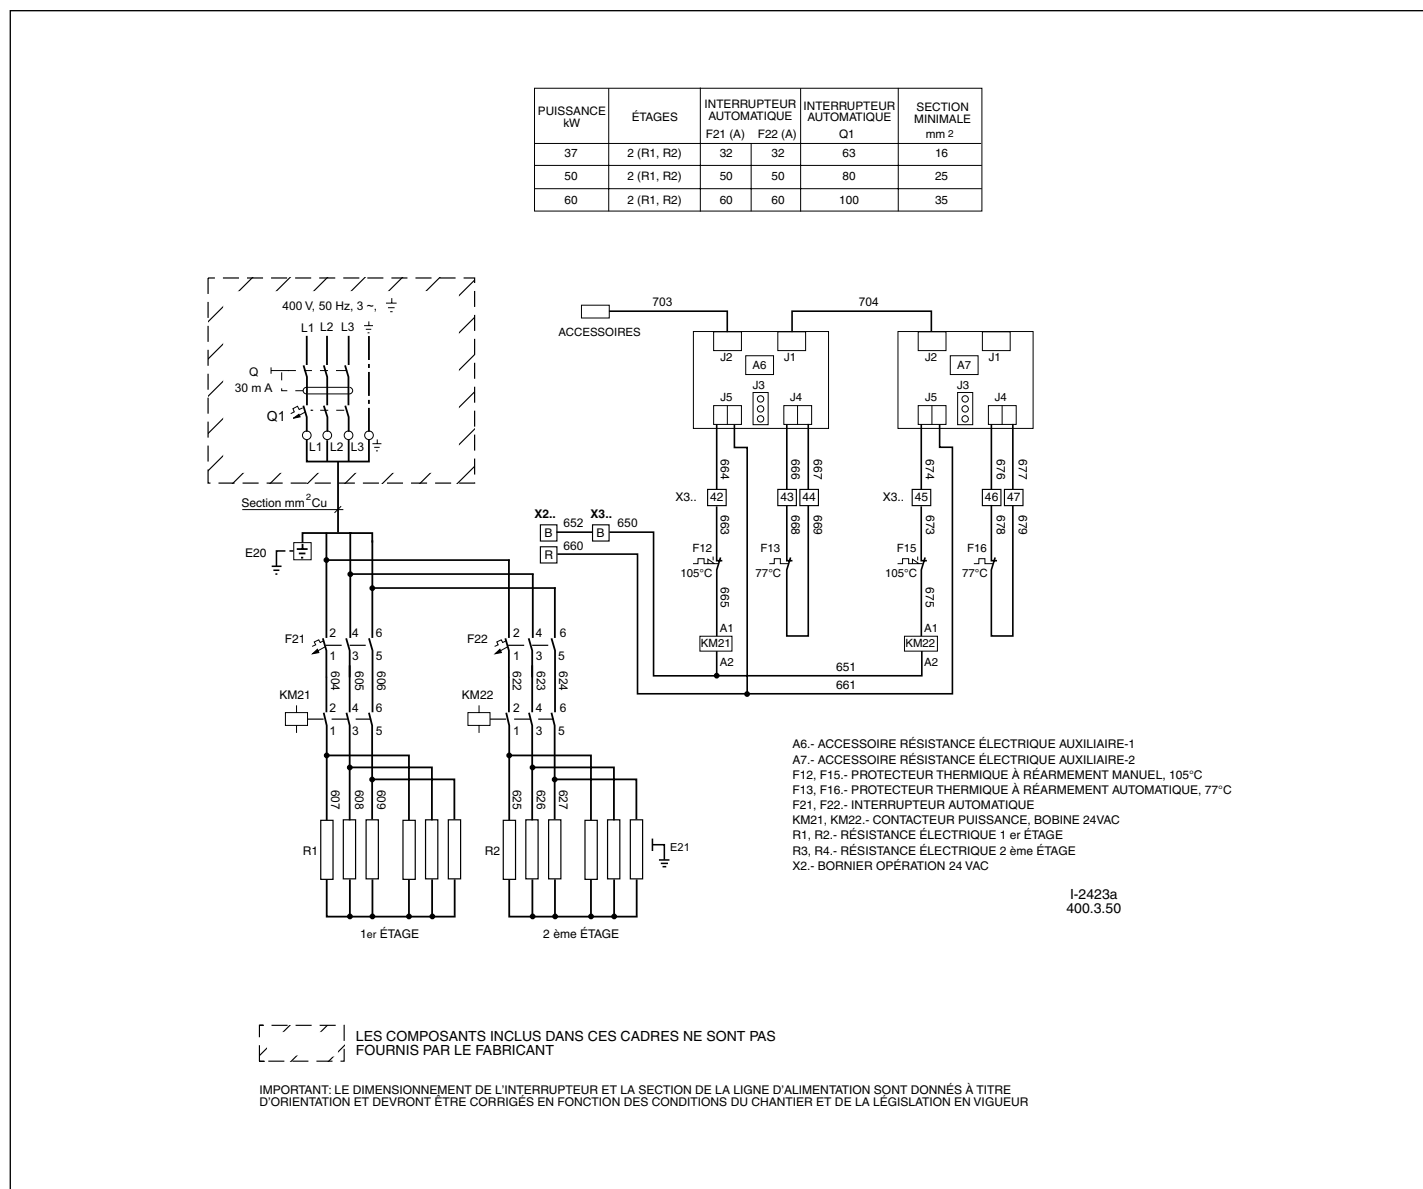 PUISSANCE kW ÉTAGES INTERRUPTEUR AUTOMATIQUE F21 (A) F22 (A) INTERRUPTEUR AUTOMATIQUE Q1 SECTION MINIMALE mm 2
37 2 (R1, R2) 32 32 63 16
50 2 (R1, R2) 50 50 80 25
60 2 (R1, R2) 60 60 100 35
400 V, 50 Hz, 3 ~,
L1 L2 L3
Q
30 m A
Q1
L1 L2 L3
Section mm2Cu
E20
703 704
ACCESSOIRES
J2 J1 J2 J1
A6 A7
J3 J3
J5 J4 J5 J4
664 666 667 674 676 677
X3.. 42 43 44 X3.. 45 46 47
663 668 669 673 678 679
X2.. X3..
B 652 B 650
R 660
F12 F13 F15 F16
105°C 77°C 105°C 77°C
665 675
A1 A1
KM21 KM22
A2 A2
651
661
F21 2 4 6 F22 2 4 6
1 3 5 1 3 5
604 605 606 622 623 624
KM21 2 4 6 KM22 2 4 6
1 3 5 1 3 5
607 608 609 625 626 627
R1 R2 E21
1er ÉTAGE 2 ème ÉTAGE
A6.- ACCESSOIRE RÉSISTANCE ÉLECTRIQUE AUXILIAIRE-1
A7.- ACCESSOIRE RÉSISTANCE ÉLECTRIQUE AUXILIAIRE-2
F12, F15.- PROTECTEUR THERMIQUE À RÉARMEMENT MANUEL, 105°C
F13, F16.- PROTECTEUR THERMIQUE À RÉARMEMENT AUTOMATIQUE, 77°C
F21, F22.- INTERRUPTEUR AUTOMATIQUE
KM21, KM22.- CONTACTEUR PUISSANCE, BOBINE 24VAC
R1, R2.- RÉSISTANCE ÉLECTRIQUE 1 er ÉTAGE
R3, R4.- RÉSISTANCE ÉLECTRIQUE 2 ème ÉTAGE
X2.- BORNIER OPÉRATION 24 VAC
I-2423a
400.3.50
LES COMPOSANTS INCLUS DANS CES CADRES NE SONT PAS
FOURNIS PAR LE FABRICANT
IMPORTANT: LE DIMENSIONNEMENT DE L'INTERRUPTEUR ET LA SECTION DE LA LIGNE D'ALIMENTATION SONT DONNÉS À TITRE
D'ORIENTATION ET DEVRONT ÊTRE CORRIGÉS EN FONCTION DES CONDITIONS DU CHANTIER ET DE LA LÉGISLATION EN VIGUEUR